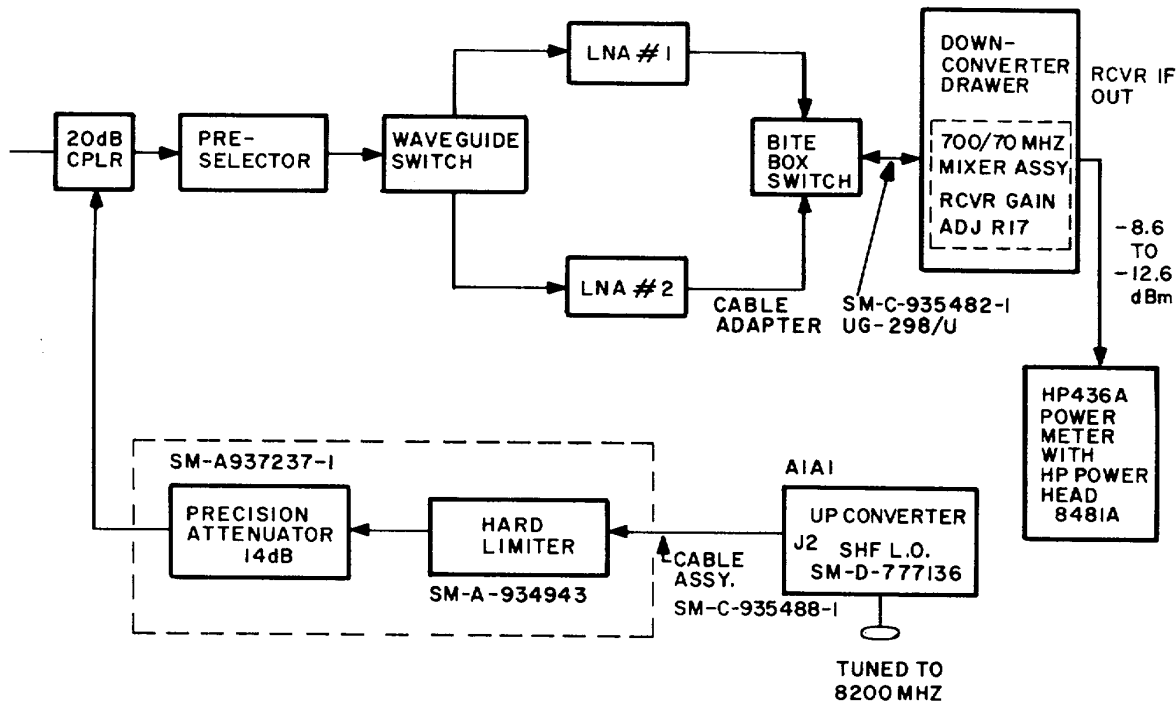 LNA #1
DOWN-
CONVERTER
DRAWER
RCVR IF
OUT
20dB
CPLR
PRE-
SELECTOR
WAVEGUIDE
SWITCH
BITE
BOX
SWITCH
700/70 MHZ
MIXER ASSY
RCVR GAIN
ADJ R17
-8.6
TO
-12.6
dBm
LNA #2
CABLE
ADAPTER
SM-C-935482-1
UG-298/U
HP436A
POWER
METER
WITH
HP POWER
HEAD
8481A
SM-A937237-1
PRECISION
ATTENUATOR
14dB
HARD
LIMITER
SM-A-934943
CABLE
ASSY.
SM-C-935488-1
A1A1
UP CONVERTER
J2 SHF L.O.
SM-D-777136
TUNED TO
8200 MHZ